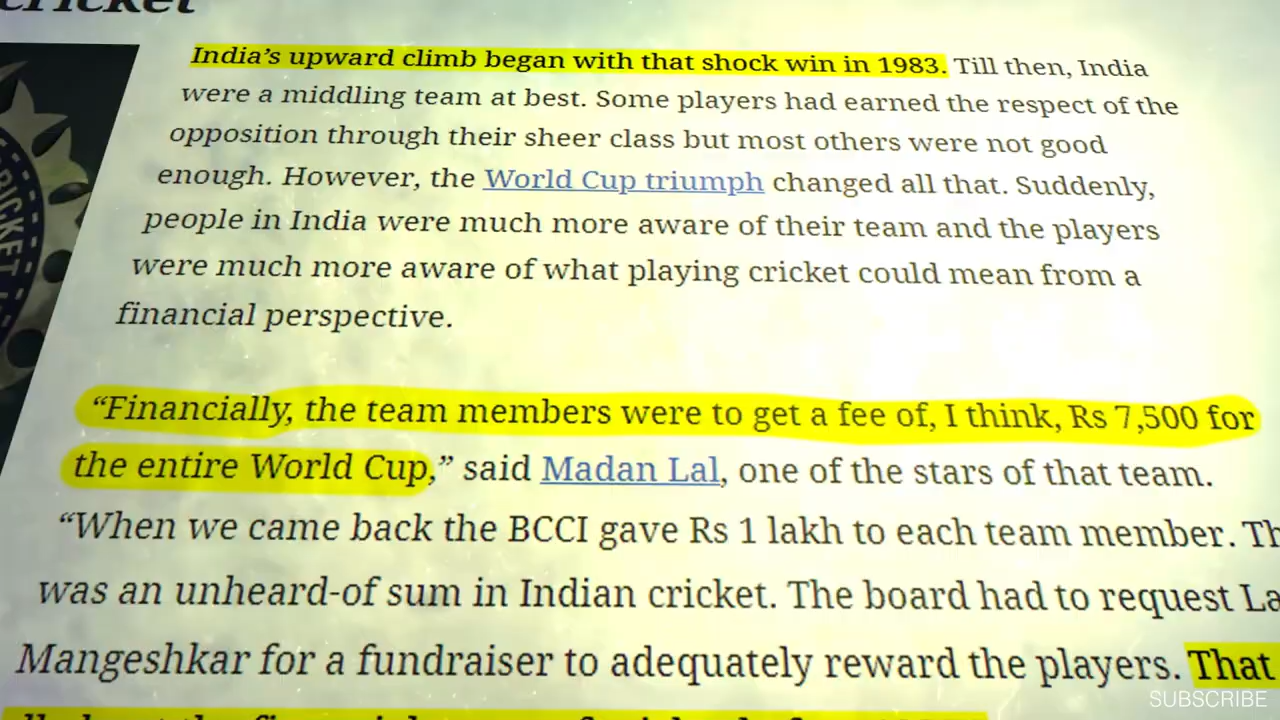 cricket
India’s upward climb began with that shock win in 1983. Till then, India
were a middling team at best. Some players had earned the respect of the
opposition through their sheer class but most others were not good
enough. However, the World Cup triumph changed all that. Suddenly,
people in India were much more aware of their team and the players
were much more aware of what playing cricket could mean from a
financial perspective.
“Financially, the team members were to get a fee of, I think, Rs 7,500 for
the entire World Cup,” said Madan Lal, one of the stars of that team.
“When we came back the BCCI gave Rs 1 lakh to each team member. Th
was an unheard-of sum in Indian cricket. The board had to request La
Mangeshkar for a fundraiser to adequately reward the players. That
SUBSCRIBE